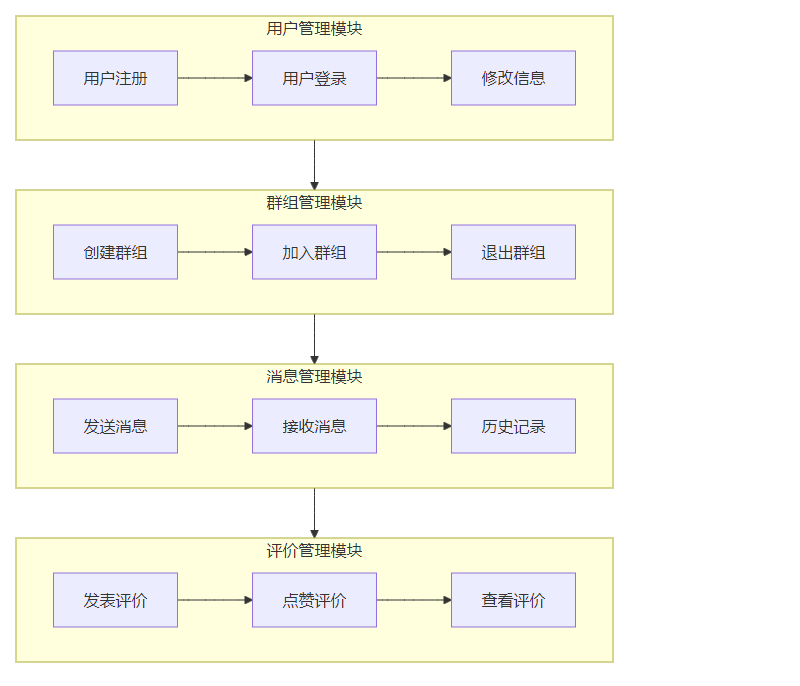 用户管理模块
用户注册
用户登录
修改信息
群组管理模块
创建群组
加入群组
退出群组
消息管理模块
发送消息
接收消息
历史记录
评价管理模块
发表评价
点赞评价
查看评价